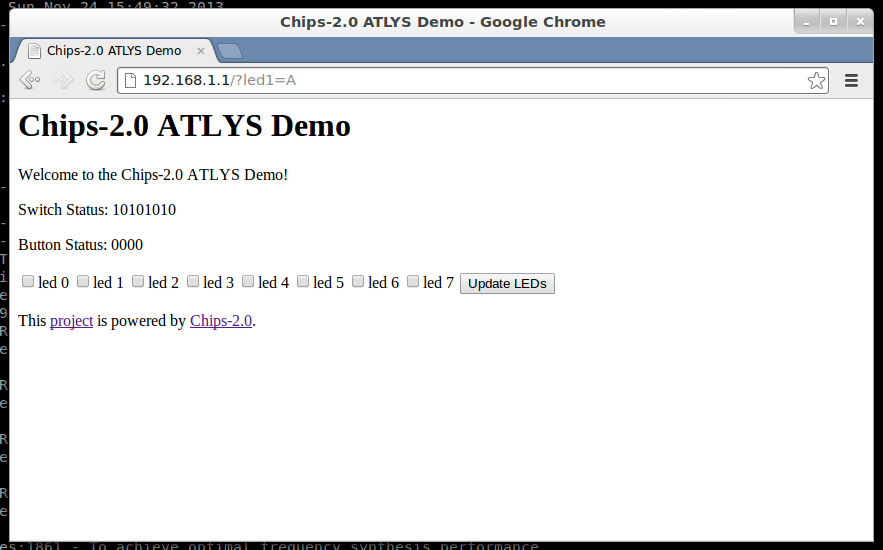 Sun Nov 24 15:49:32 2013
Chips-2.0 ATLYS Demo - Google Chrome
Chips-2.0 ATLYS Demo
192.168.1.1/?led1=A
Chips-2.0 ATLYS Demo
Welcome to the Chips-2.0 ATLYS Demo!
Switch Status: 10101010
Button Status: 0000
led 0 led 1 led 2 led 3 led 4 led 5 led 6 led 7 Update LEDs
This project is powered by Chips-2.0.
es:1861 - To achieve optimal frequency synthesis performance